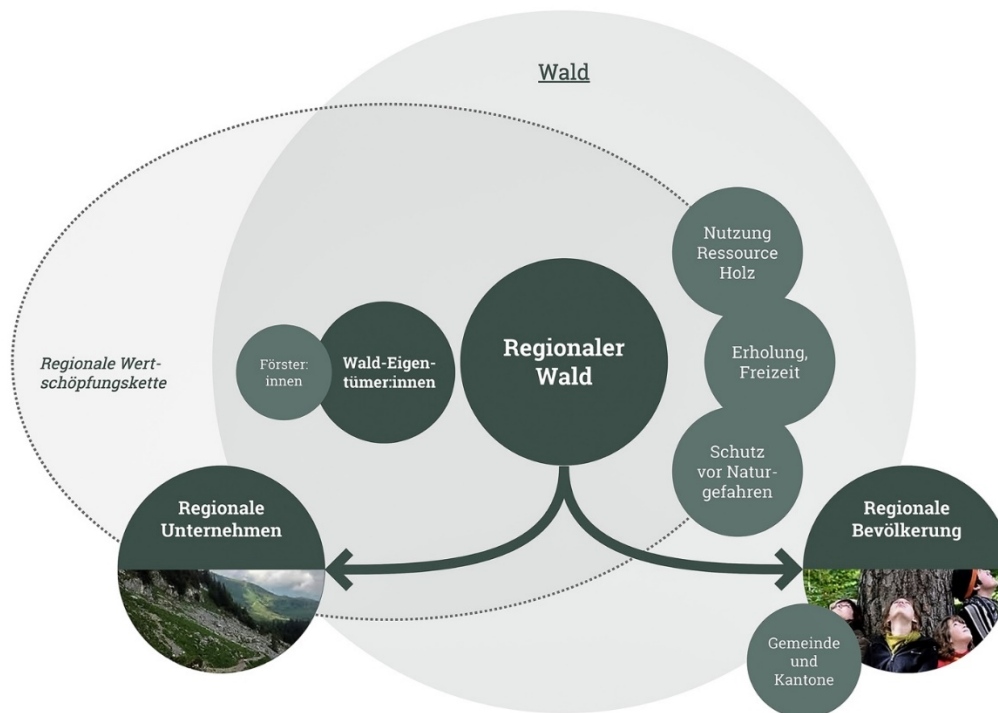 Wald
Nutzung
Ressource
Holz
Regionale Wert-
schöpfungskette
Förster:
innen
Wald-Eigen-
tümer:innen
Regionaler
Wald
Erholung,
Freizeit
Schutz
vor Natur-
gefahren
Regionale
Unternehmen
Regionale
Bevölkerung
Gemeinde
und
Kantone